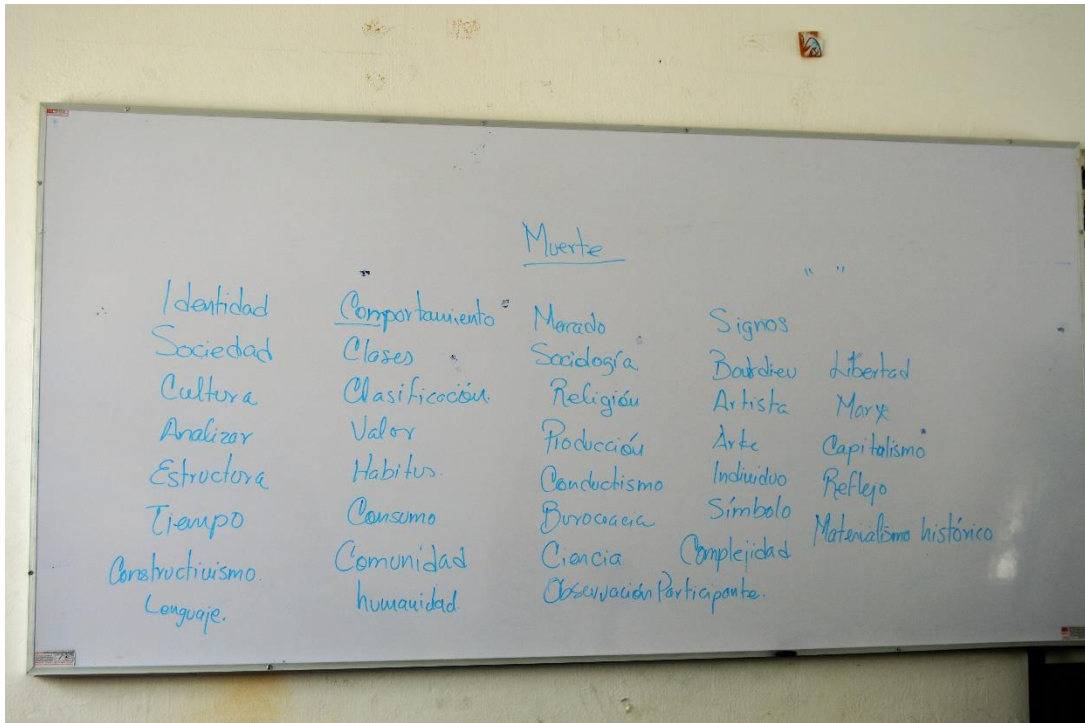 Muerte
" "
Identidad
Sociedad
Cultura
Analizar
Estructura
Tiempo
Constructivismo.
Lenguaje.
Comportamiento
Clases
Clasificación.
Valor
Habitus.
Consumo
Comunidad
humanidad.
Mercado
Sociología
Religión
Producción
Conductismo
Burocracia
Ciencia
Observación Participante.
Signos
Bourdieu
Artista
Arte
Individuo
Símbolo
Complejidad
Libertad
Marx
Capitalismo
Reflejo
Materialismo histórico